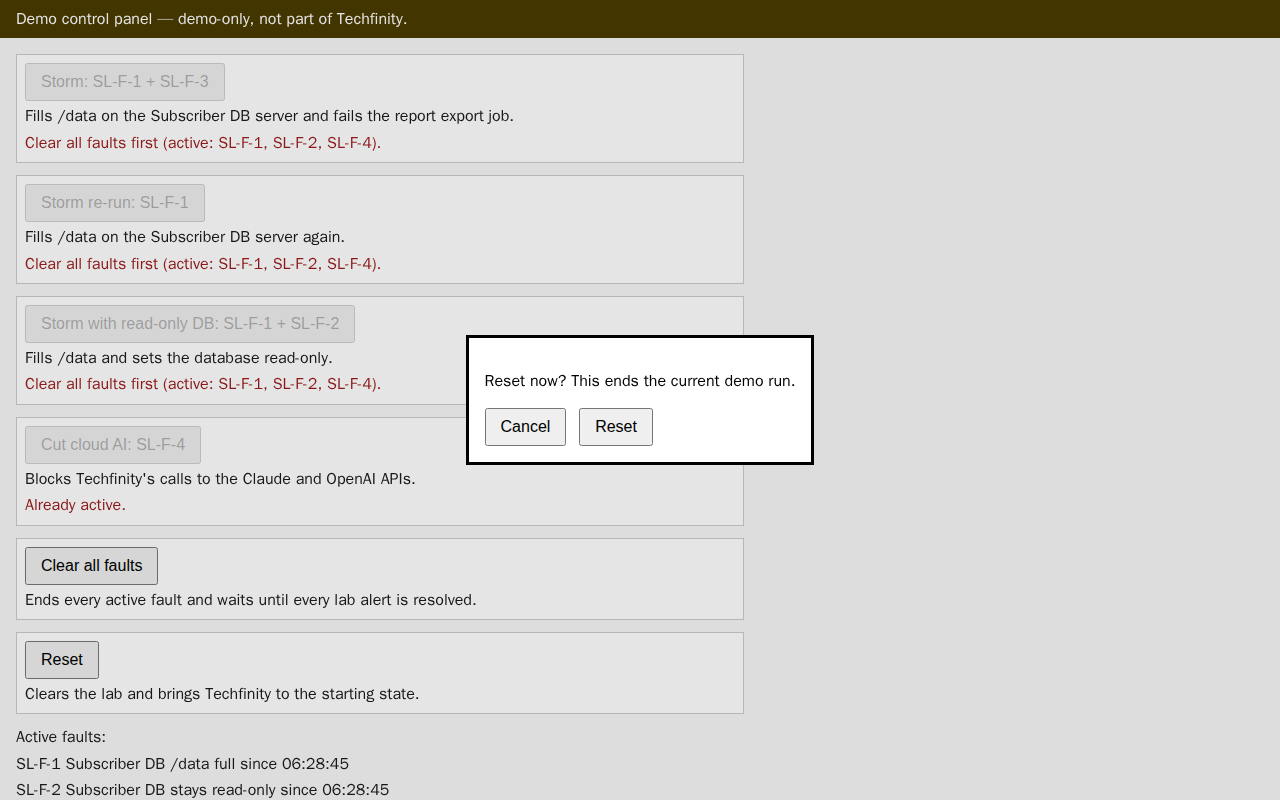 Demo control panel — demo-only, not part of Techfinity.
Storm: SL-F-1 + SL-F-3
Fills /data on the Subscriber DB server and fails the report export job.
Clear all faults first (active: SL-F-1, SL-F-2, SL-F-4).
Storm re-run: SL-F-1
Fills /data on the Subscriber DB server again.
Clear all faults first (active: SL-F-1, SL-F-2, SL-F-4).
Storm with read-only DB: SL-F-1 + SL-F-2
Fills /data and sets the database read-only.
Clear all faults first (active: SL-F-1, SL-F-2, SL-F-4).
Reset now? This ends the current demo run.
Cancel Reset
Cut cloud AI: SL-F-4
Blocks Techfinity's calls to the Claude and OpenAI APIs.
Already active.
Clear all faults
Ends every active fault and waits until every lab alert is resolved.
Reset
Clears the lab and brings Techfinity to the starting state.
Active faults:
SL-F-1 Subscriber DB /data full since 06:28:45
SL-F-2 Subscriber DB stays read-only since 06:28:45